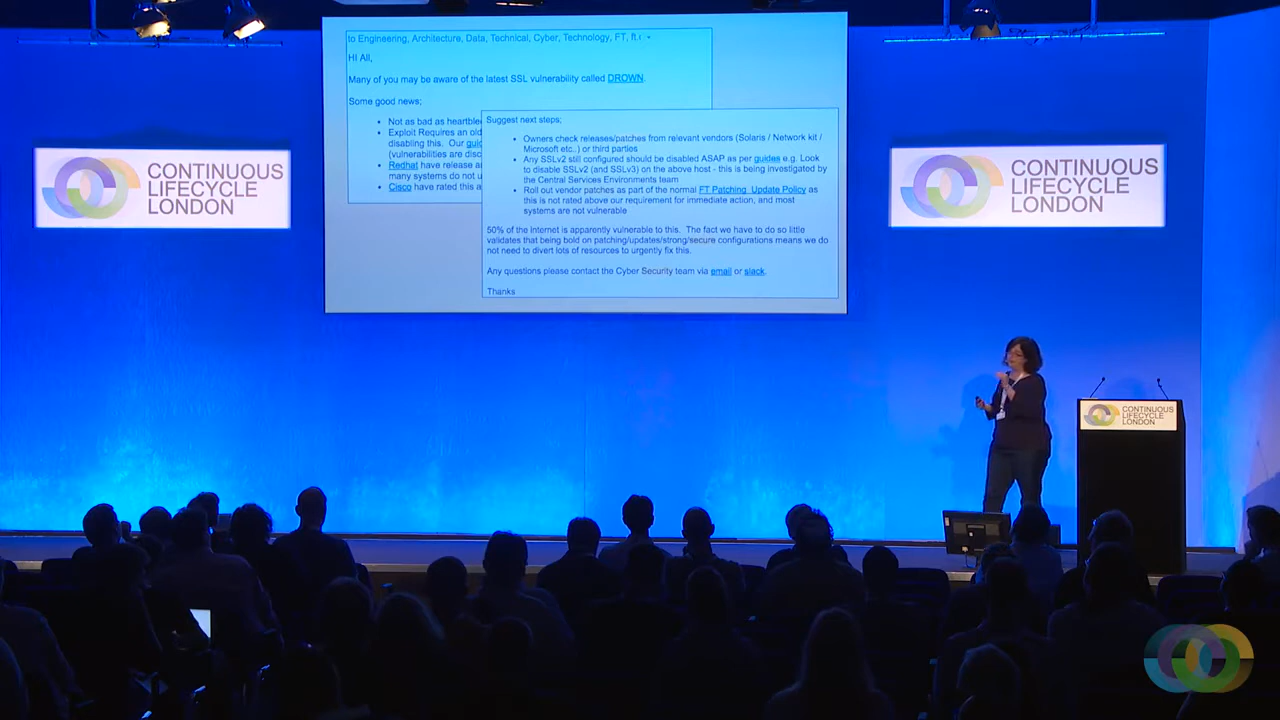 to Engineering, Architecture, Data, Technical, Cyber, Technology, FT, ft.
HI All,
Many of you may be aware of the latest SSL vulnerability called DROWN.
Some good news;
Not as bad as heartble
Exploit Requires an old
disabling this. Our guid
(vulnerabilities are disc
Redhat have release a
many systems do not u
Cisco have rated this a
Suggest next steps;
Owners check releases/patches from relevant vendors (Solaris / Network kit /
Microsoft etc..) or third parties
Any SSLv2 still configured should be disabled ASAP as per guides e.g. Look
to disable SSLv2 (and SSLv3) on the above host - this is being investigated by
the Central Services Environments team
Roll out vendor patches as part of the normal FT Patching Update Policy as
this is not rated above our requirement for immediate action, and most
systems are not vulnerable
50% of the internet is apparently vulnerable to this. The fact we have to do so little
validates that being bold on patching/updates/strong/secure configurations means we do
not need to divert lots of resources to urgently fix this.
Any questions please contact the Cyber Security team via email or slack.
Thanks
CONTINUOUS
LIFECYCLE
LONDON
CONTINUOUS
LIFECYCLE
LONDON
CONTINUOUS
LIFECYCLE
LONDON